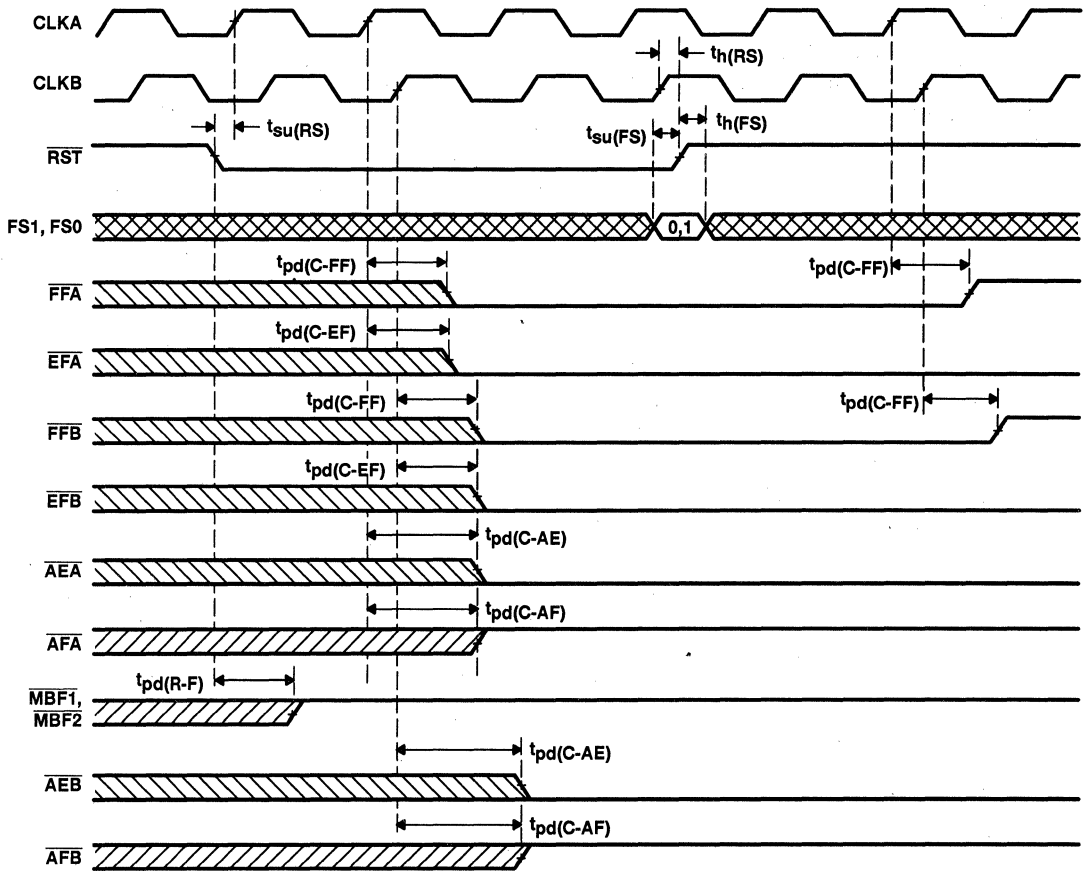 CLKA
th(RS)
CLKB
tsu(RS)
tsu(FS)
th(FS)
RST
FS1, FS0
0,1
tpd(C-FF)
tpd(C-FF)
FFA
tpd(C-EF)
EFA
tpd(C-FF)
tpd(C-FF)
FFB
tpd(C-EF)
EFB
tpd(C-AE)
AEA
tpd(C-AF)
AFA
tpd(R-F)
MBF1,
MBF2
tpd(C-AE)
AEB
tpd(C-AF)
AFB